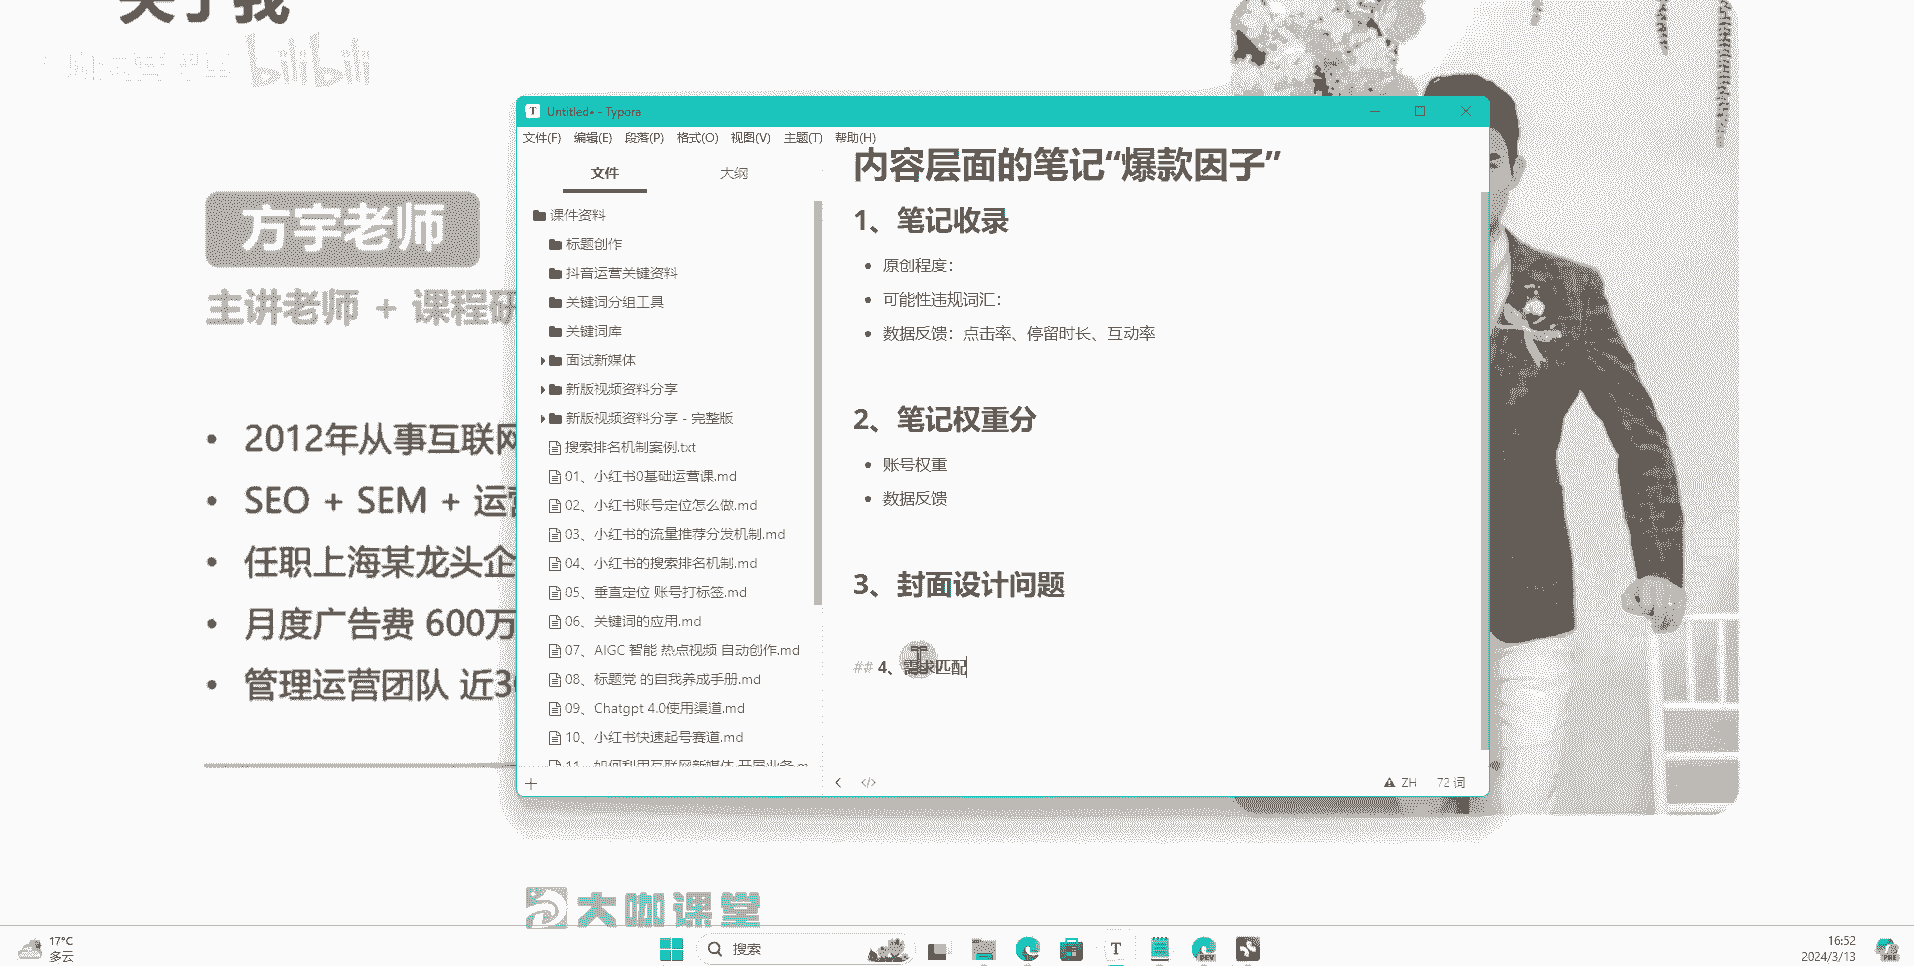 关于我
bilibili
Untitled• - Typora
文件(F) 编辑(E) 段落(P) 格式(O) 视图(V) 主题(T) 帮助(H)
文件 大纲
课件资料
标题创作
抖音运营关键资料
关键词分组工具
关键词库
面试新媒体
新版视频资料分享
新版视频资料分享 - 完整版
搜索排名机制案例.txt
01、小红书0基础运营课.md
02、小红书账号定位怎么做.md
03、小红书的流量推荐分发机制.md
04、小红书的搜索排名机制.md
05、垂直定位 账号打标签.md
06、关键词的应用.md
07、AIGC 智能 热点视频 自动创作.md
08、标题党 的自我养成手册.md
09、Chatgpt 4.0使用渠道.md
10、小红书快速起号赛道.md
11、如何利用互联网新媒体 开展业务.m
内容层面的笔记“爆款因子”
1、笔记收录
原创程度：
可能性违规词汇：
数据反馈：点击率、停留时长、互动率
2、笔记权重分
账号权重
数据反馈
3、封面设计问题
## 4、需求匹配
ZH 72 词
方宇老师
主讲老师 + 课程研
2012年从事互联网
SEO + SEM + 运营
任职上海某龙头企
月度广告费 600万
管理运营团队 近3
大咖课堂
17°C
多云
搜索
16:52
2024/3/13